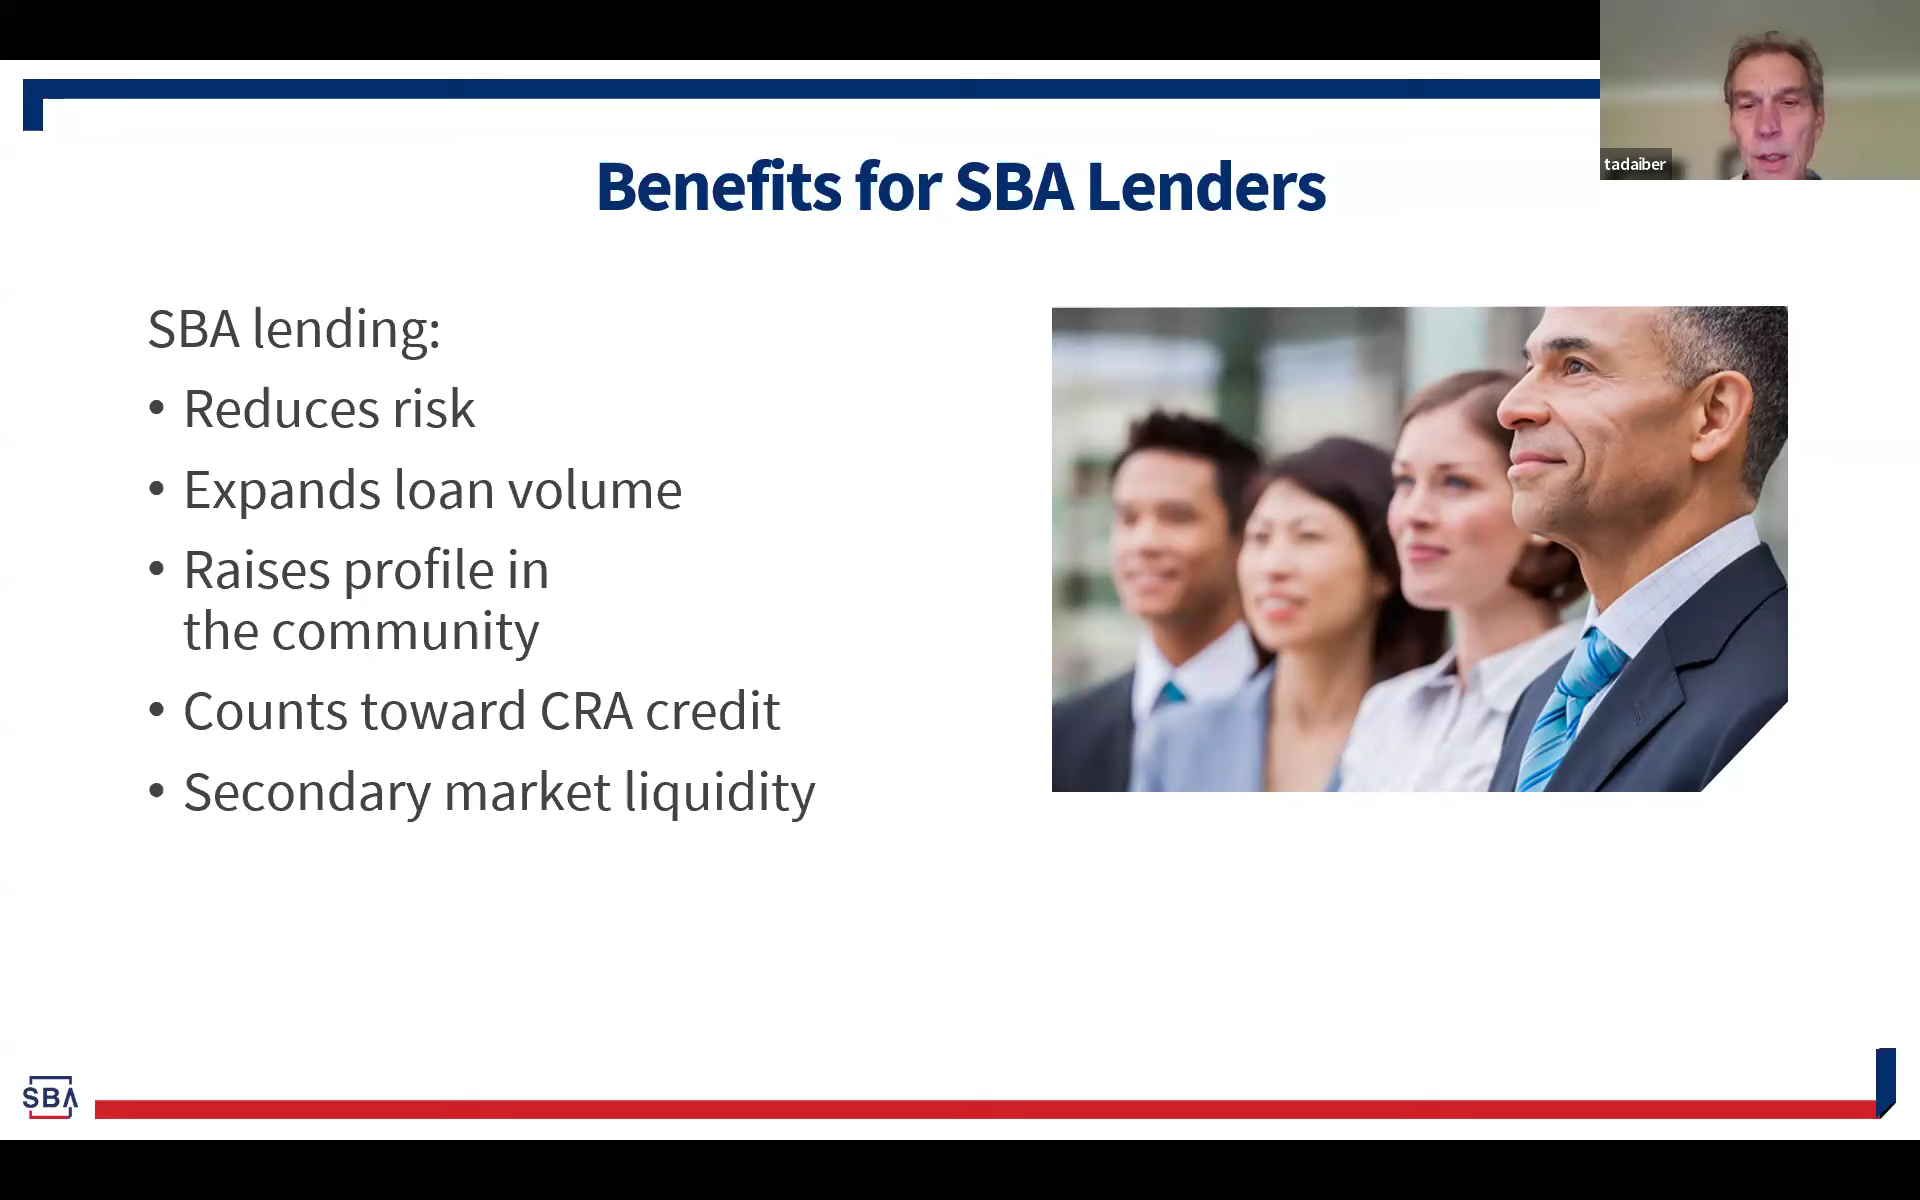 tadaiber
Benefits for SBA Lenders
SBA lending:
• Reduces risk
• Expands loan volume
• Raises profile in
the community
• Counts toward CRA credit
• Secondary market liquidity
SBA